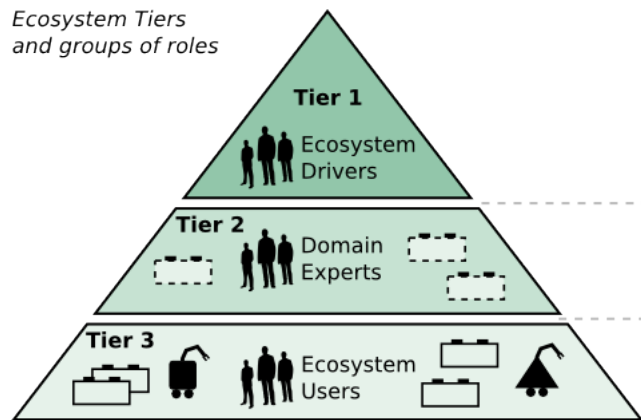 Ecosystem Tiers
and groups of roles
Tier 1
Ecosystem
Drivers
Tier 2
Domain
Experts
Tier 3
Ecosystem
Users